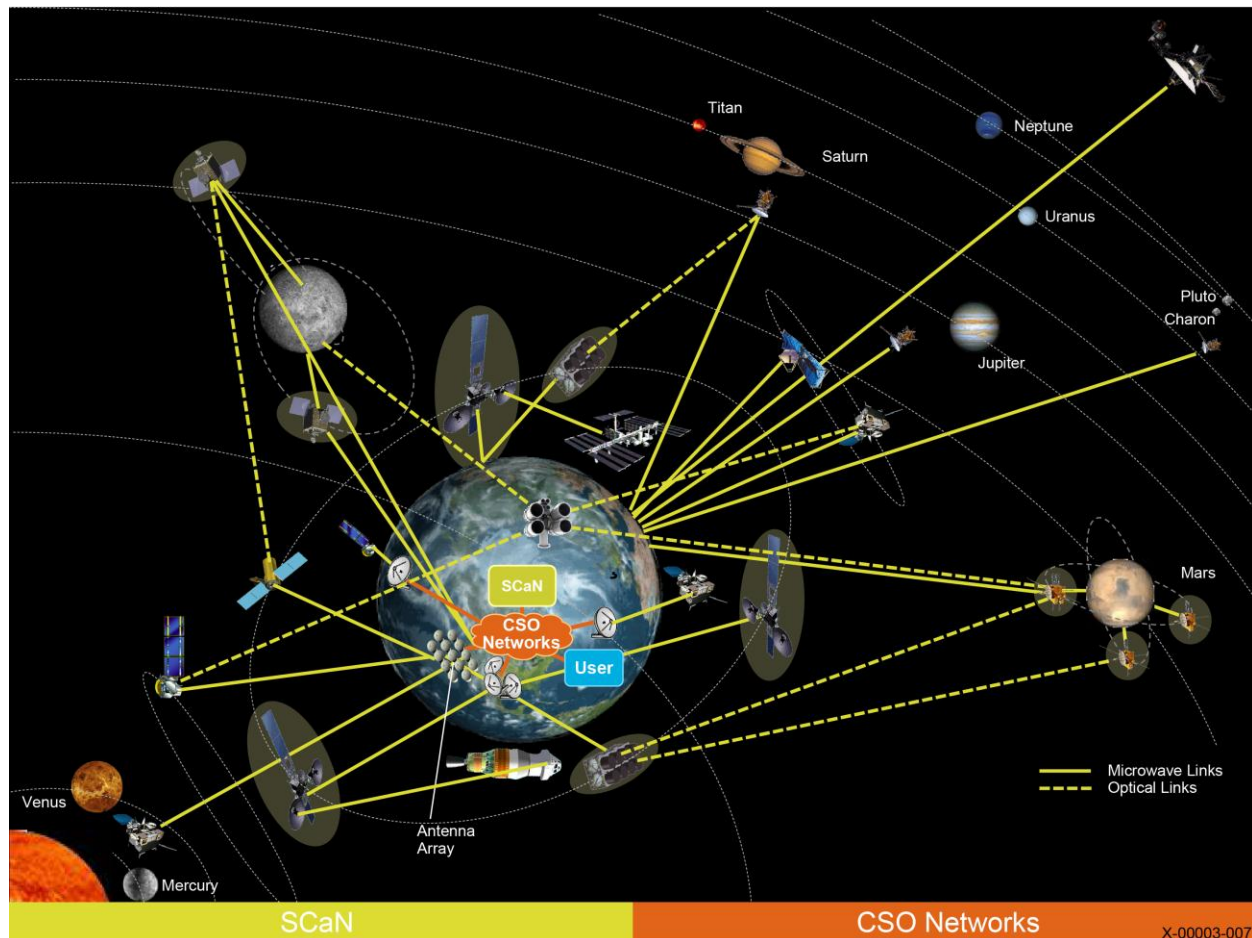 Titan
Saturn
Neptune
Uranus
Pluto
Charon
Jupiter
SCaN
CSO
Networks
User
Mars
Venus
Mercury
Antenna
Array
Microwave Links
Optical Links
SCaN
CSO Networks
X-00003-007